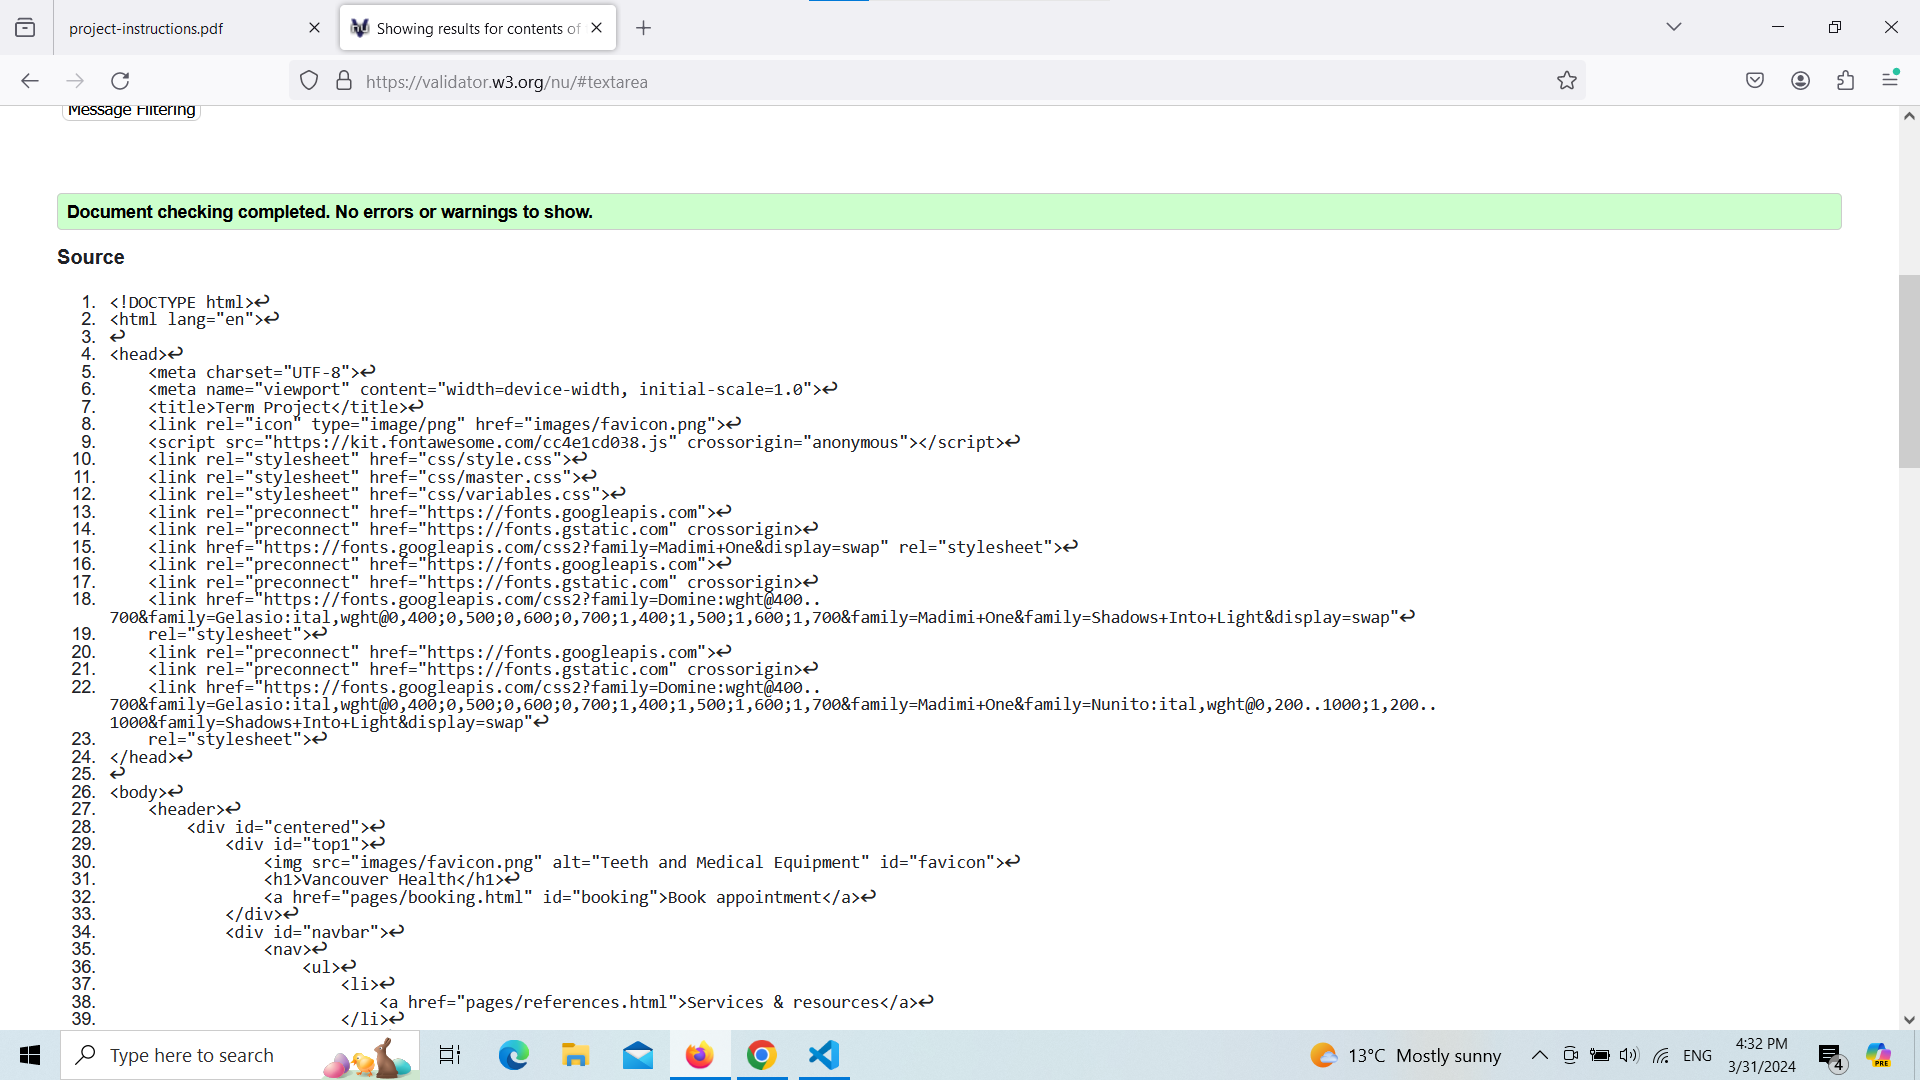 project-instructions.pdf
Showing results for contents of
https://validator.w3.org/nu/#textarea
Message Filtering
Document checking completed. No errors or warnings to show.
Source
1. <!DOCTYPE html>↩
2. <html lang="en">↩
3. ↩
4. <head>↩
5. <meta charset="UTF-8">↩
6. <meta name="viewport" content="width=device-width, initial-scale=1.0">↩
7. <title>Term Project</title>↩
8. <link rel="icon" type="image/png" href="images/favicon.png">↩
9. <script src="https://kit.fontawesome.com/cc4e1cd038.js" crossorigin="anonymous"></script>↩
10. <link rel="stylesheet" href="css/style.css">↩
11. <link rel="stylesheet" href="css/master.css">↩
12. <link rel="stylesheet" href="css/variables.css">↩
13. <link rel="preconnect" href="https://fonts.googleapis.com">↩
14. <link rel="preconnect" href="https://fonts.gstatic.com" crossorigin>↩
15. <link href="https://fonts.googleapis.com/css2?family=Madimi+One&display=swap" rel="stylesheet">↩
16. <link rel="preconnect" href="https://fonts.googleapis.com">↩
17. <link rel="preconnect" href="https://fonts.gstatic.com" crossorigin>↩
18. <link href="https://fonts.googleapis.com/css2?family=Domine:wght@400..
700&family=Gelasio:ital,wght@0,400;0,500;0,600;0,700;1,400;1,500;1,600;1,700&family=Madimi+One&family=Shadows+Into+Light&display=swap"↩
19. rel="stylesheet">↩
20. <link rel="preconnect" href="https://fonts.googleapis.com">↩
21. <link rel="preconnect" href="https://fonts.gstatic.com" crossorigin>↩
22. <link href="https://fonts.googleapis.com/css2?family=Domine:wght@400..
700&family=Gelasio:ital,wght@0,400;0,500;0,600;0,700;1,400;1,500;1,600;1,700&family=Madimi+One&family=Nunito:ital,wght@0,200..1000;1,200..
1000&family=Shadows+Into+Light&display=swap"↩
23. rel="stylesheet">↩
24. </head>↩
25. ↩
26. <body>↩
27. <header>↩
28. <div id="centered">↩
29. <div id="top1">↩
30. <img src="images/favicon.png" alt="Teeth and Medical Equipment" id="favicon">↩
31. <h1>Vancouver Health</h1>↩
32. <a href="pages/booking.html" id="booking">Book appointment</a>↩
33. </div>↩
34. <div id="navbar">↩
35. <nav>↩
36. <ul>↩
37. <li>↩
38. <a href="pages/references.html">Services & resources</a>↩
39. </li>↩
Type here to search
13°C Mostly sunny
ENG
4:32 PM
3/31/2024
4
PRE